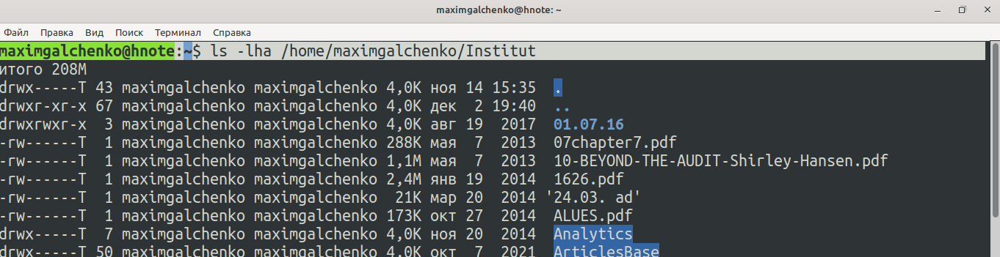 maximgalchenko@hnote: ~
Файл Правка Вид Поиск Терминал Справка
maximgalchenko@hnote:~$ ls -lha /home/maximgalchenko/Institut
итого 208M
drwx-----T 43 maximgalchenko maximgalchenko 4,0K ноя 14 15:35 .
drwxr-xr-x 67 maximgalchenko maximgalchenko 4,0K дек 2 19:40 ..
drwxrwxr-x 3 maximgalchenko maximgalchenko 4,0K авг 19 2017 01.07.16
-rw------T 1 maximgalchenko maximgalchenko 288K мая 7 2013 07chapter7.pdf
-rw------T 1 maximgalchenko maximgalchenko 1,1M мая 7 2013 10-BEYOND-THE-AUDIT-Shirley-Hansen.pdf
-rw------T 1 maximgalchenko maximgalchenko 2,4M янв 19 2014 1626.pdf
-rw------T 1 maximgalchenko maximgalchenko 21K мар 20 2014 '24.03. ad'
-rw------T 1 maximgalchenko maximgalchenko 173K окт 27 2014 ALUES.pdf
drwx-----T 7 maximgalchenko maximgalchenko 4,0K ноя 20 2014 Analytics
drwx-----T 50 maximgalchenko maximgalchenko 4,0K окт 7 2021 ArticlesBase